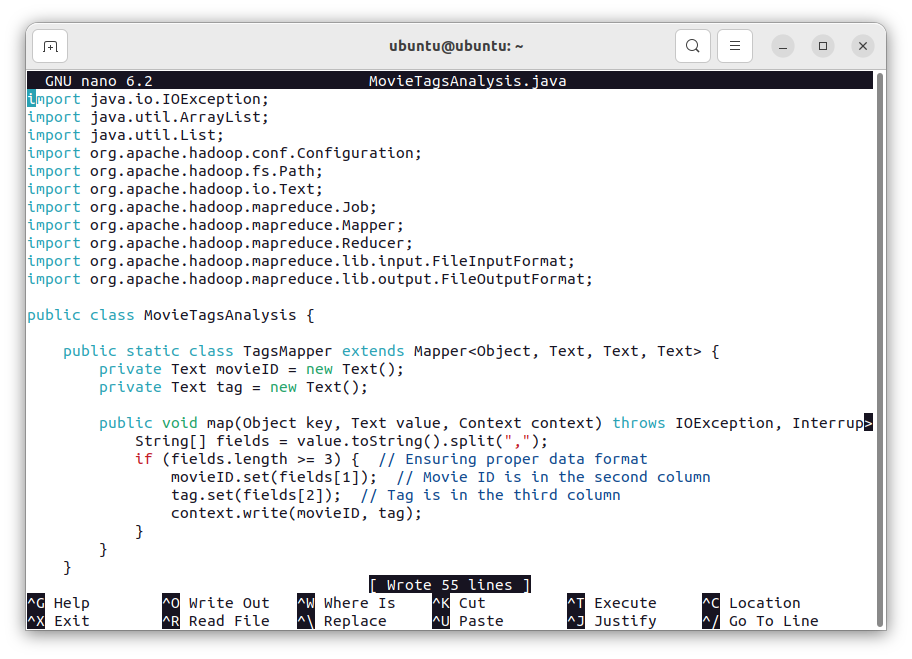 ubuntu@ubuntu: ~
GNU nano 6.2 MovieTagsAnalysis.java
import java.io.IOException;
import java.util.ArrayList;
import java.util.List;
import org.apache.hadoop.conf.Configuration;
import org.apache.hadoop.fs.Path;
import org.apache.hadoop.io.Text;
import org.apache.hadoop.mapreduce.Job;
import org.apache.hadoop.mapreduce.Mapper;
import org.apache.hadoop.mapreduce.Reducer;
import org.apache.hadoop.mapreduce.lib.input.FileInputFormat;
import org.apache.hadoop.mapreduce.lib.output.FileOutputFormat;
public class MovieTagsAnalysis {
    public static class TagsMapper extends Mapper<Object, Text, Text, Text> {
        private Text movieID = new Text();
        private Text tag = new Text();
        public void map(Object key, Text value, Context context) throws IOException, Interrup>
            String[] fields = value.toString().split(",");
            if (fields.length >= 3) {  // Ensuring proper data format
                movieID.set(fields[1]);  // Movie ID is in the second column
                tag.set(fields[2]);  // Tag is in the third column
                context.write(movieID, tag);
            }
        }
    }
[ Wrote 55 lines ]
^G Help ^O Write Out ^W Where Is ^K Cut ^T Execute ^C Location
^X Exit ^R Read File ^\ Replace ^U Paste ^J Justify ^/ Go To Line